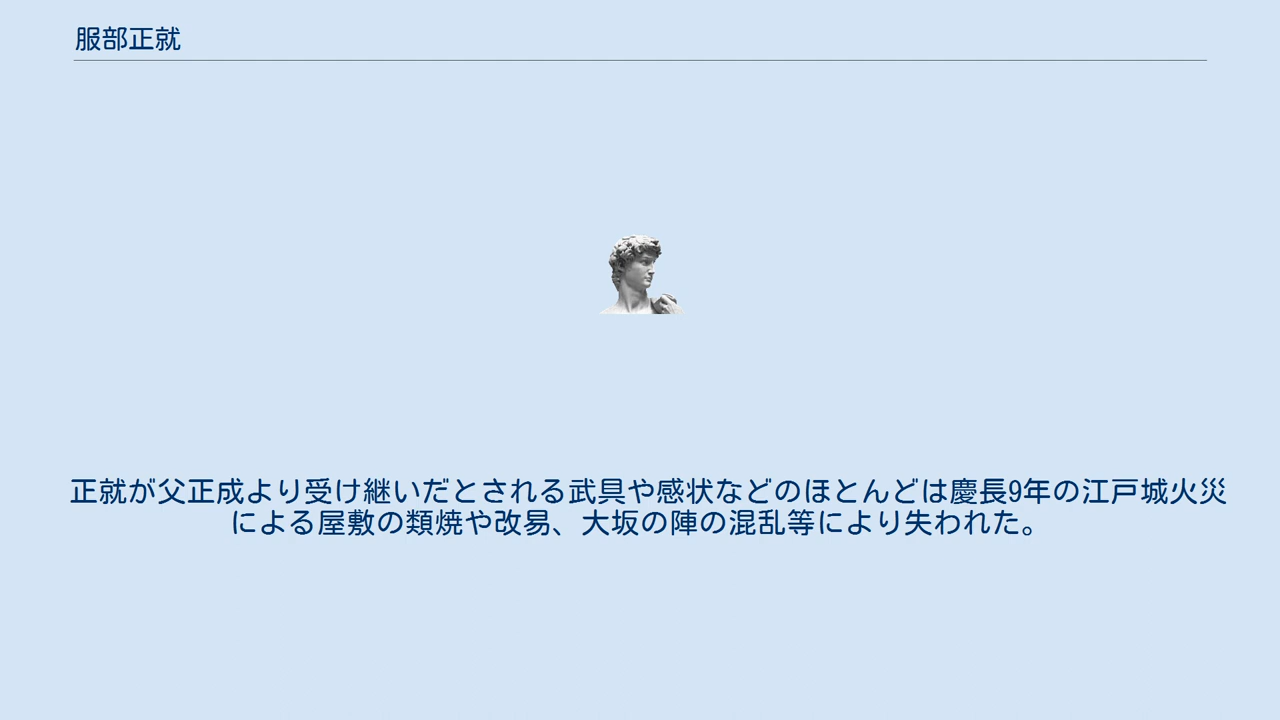 服部正就
正就が父正成より受け継いだとされる武具や感状などのほとんどは慶長9年の江戸城火災
による屋敷の類焼や改易、大坂の陣の混乱等により失われた。